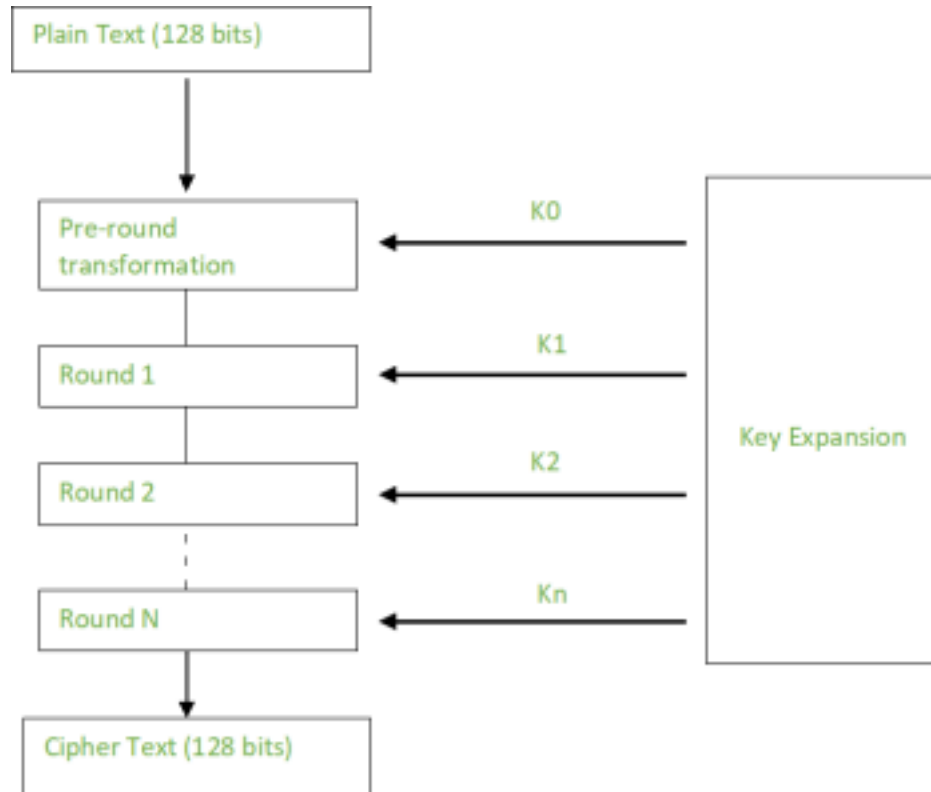 Plain Text (128 bits)
K0
Pre-round
transformation
K1
Round 1
Key Expansion
K2
Round 2
Kn
Round N
Cipher Text (128 bits)